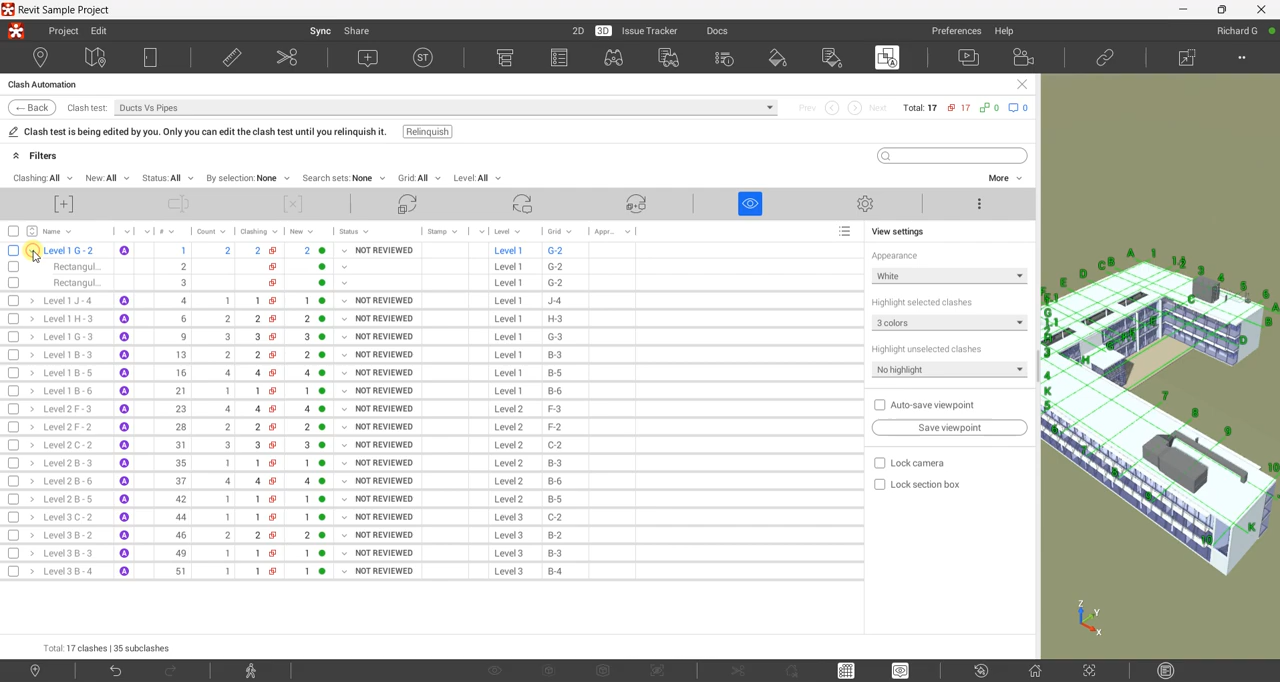 Revit Sample Project
Project Edit Sync Share 2D 3D Issue Tracker Docs Preferences Help Richard G
ST A
Clash Automation
← Back Clash test: Ducts Vs Pipes Prev Next Total: 17 17 0 0
Clash test is being edited by you. Only you can edit the clash test until you relinquish it. Relinquish
Filters
Clashing: All New: All Status: All By selection: None Search sets: None Grid: All Level: All More
Name # Count Clashing New Status Stamp Level Grid Appr...
Level 1 G - 2 A 1 2 2 2 NOT REVIEWED Level 1 G-2
Rectangul... 2 Level 1 G-2
Rectangul... 3 Level 1 G-2
Level 1 J - 4 A 4 1 1 1 NOT REVIEWED Level 1 J-4
Level 1 H - 3 A 6 2 2 2 NOT REVIEWED Level 1 H-3
Level 1 G - 3 A 9 3 3 3 NOT REVIEWED Level 1 G-3
Level 1 B - 3 A 13 2 2 2 NOT REVIEWED Level 1 B-3
Level 1 B - 5 A 16 4 4 4 NOT REVIEWED Level 1 B-5
Level 1 B - 6 A 21 1 1 1 NOT REVIEWED Level 1 B-6
Level 2 F - 3 A 23 4 4 4 NOT REVIEWED Level 2 F-3
Level 2 F - 2 A 28 2 2 2 NOT REVIEWED Level 2 F-2
Level 2 C - 2 A 31 3 3 3 NOT REVIEWED Level 2 C-2
Level 2 B - 3 A 35 1 1 1 NOT REVIEWED Level 2 B-3
Level 2 B - 6 A 37 4 4 4 NOT REVIEWED Level 2 B-6
Level 2 B - 5 A 42 1 1 1 NOT REVIEWED Level 2 B-5
Level 3 C - 2 A 44 1 1 1 NOT REVIEWED Level 3 C-2
Level 3 B - 2 A 46 2 2 2 NOT REVIEWED Level 3 B-2
Level 3 B - 3 A 49 1 1 1 NOT REVIEWED Level 3 B-3
Level 3 B - 4 A 51 1 1 1 NOT REVIEWED Level 3 B-4
Total: 17 clashes | 35 subclashes
View settings
Appearance
White
Highlight selected clashes
3 colors
Highlight unselected clashes
No highlight
Auto-save viewpoint
Save viewpoint
Lock camera
Lock section box
E D C B A 1 2 3 4 5 6 A
G C B
H E D
3
4
K 7
5 8
9
10
K
10
Z
Y
X